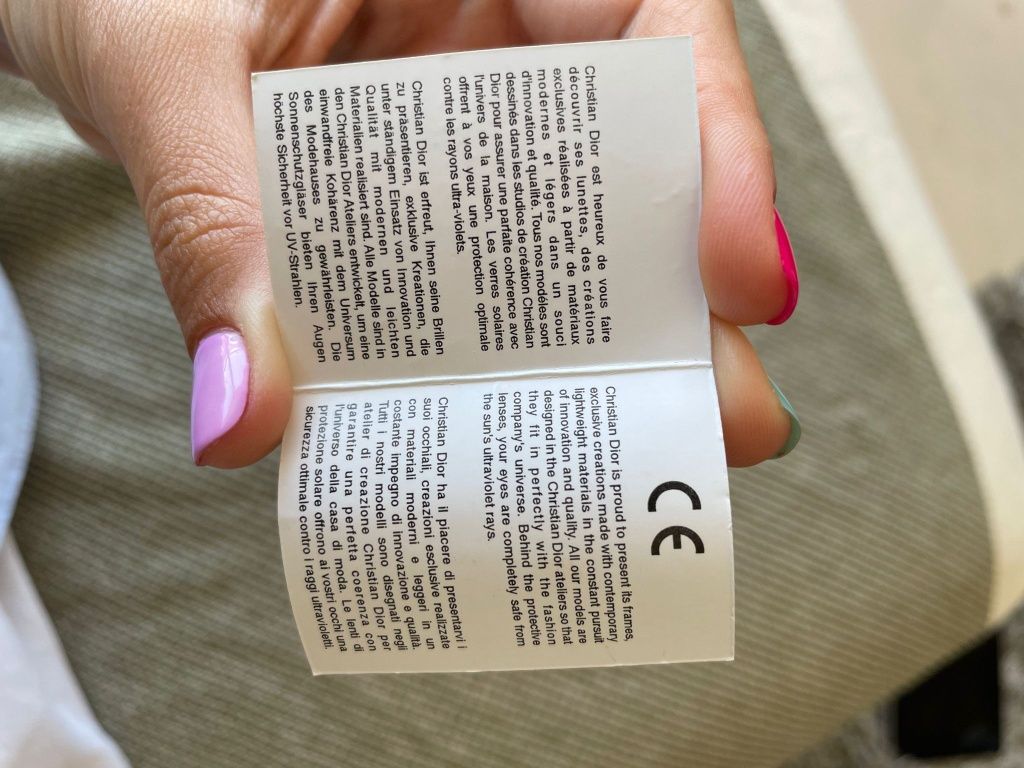 Christian Dior est heureux de vous faire
découvrir ses lunettes, des créations
exclusives réalisées à partir de matériaux
modernes et légers dans un souci
d'innovation et qualité. Tous nos modèles sont
dessinés dans les studios de création Christian
Dior pour assurer une parfaite cohérence avec
l'univers de la maison. Les verres solaires
offrent à vos yeux une protection optimale
contre les rayons ultra-violets.
Christian Dior ist erfreut, Ihnen seine Brillen
zu präsentieren, exklusive Kreationen, die
unter ständigem Einsatz von Innovation und
Qualität mit modernen und leichten
Materialien realisiert sind. Alle Modelle sind in
den Christian Dior Ateliers entwickelt, um eine
einwandfreie Kohärenz mit dem Universum
des Modehauses zu gewährleisten. Die
Sonnenschutzgläser bieten Ihren Augen
höchste Sicherheit vor UV-Strahlen.
CE
Christian Dior is proud to present its frames,
exclusive creations made with contemporary,
lightweight materials in the constant pursuit
of innovation and quality. All our models are
designed in the Christian Dior ateliers so that
they fit in perfectly with the fashion
company's universe. Behind the protective
lenses, your eyes are completely safe from
the sun's ultraviolet rays.
Christian Dior ha il piacere di presentarvi i
suoi occhiali, creazioni esclusive realizzate
con materiali moderni e leggeri in un
costante impegno di innovazione e qualità.
Tutti i nostri modelli sono disegnati negli
atelier di creazione Christian Dior per
garantire una perfetta coerenza con
l'universo della casa di moda. Le lenti di
protezione solare offrono ai vostri occhi una
sicurezza ottimale contro i raggi ultravioletti.